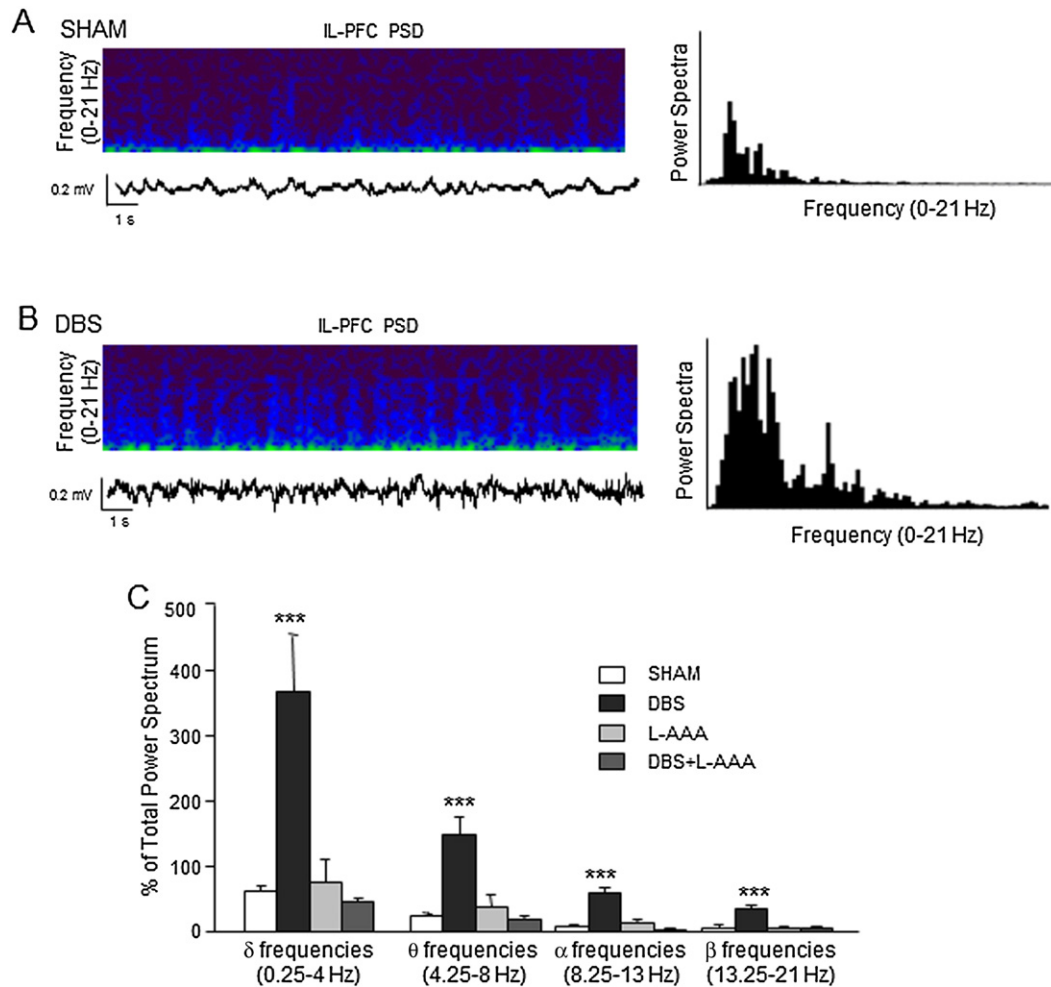 A
SHAM
IL-PFC PSD
Frequency
(0-21 Hz)
0.2 mV
1 s
Power Spectra
Frequency (0-21 Hz)
B
DBS
IL-PFC PSD
Frequency
(0-21 Hz)
0.2 mV
1 s
Power Spectra
Frequency (0-21 Hz)
C
% of Total Power Spectrum
500
400
300
200
100
0
***
***
***
***
SHAM
DBS
L-AAA
DBS+L-AAA
δ frequencies
(0.25-4 Hz)
θ frequencies
(4.25-8 Hz)
α frequencies
(8.25-13 Hz)
β frequencies
(13.25-21 Hz)